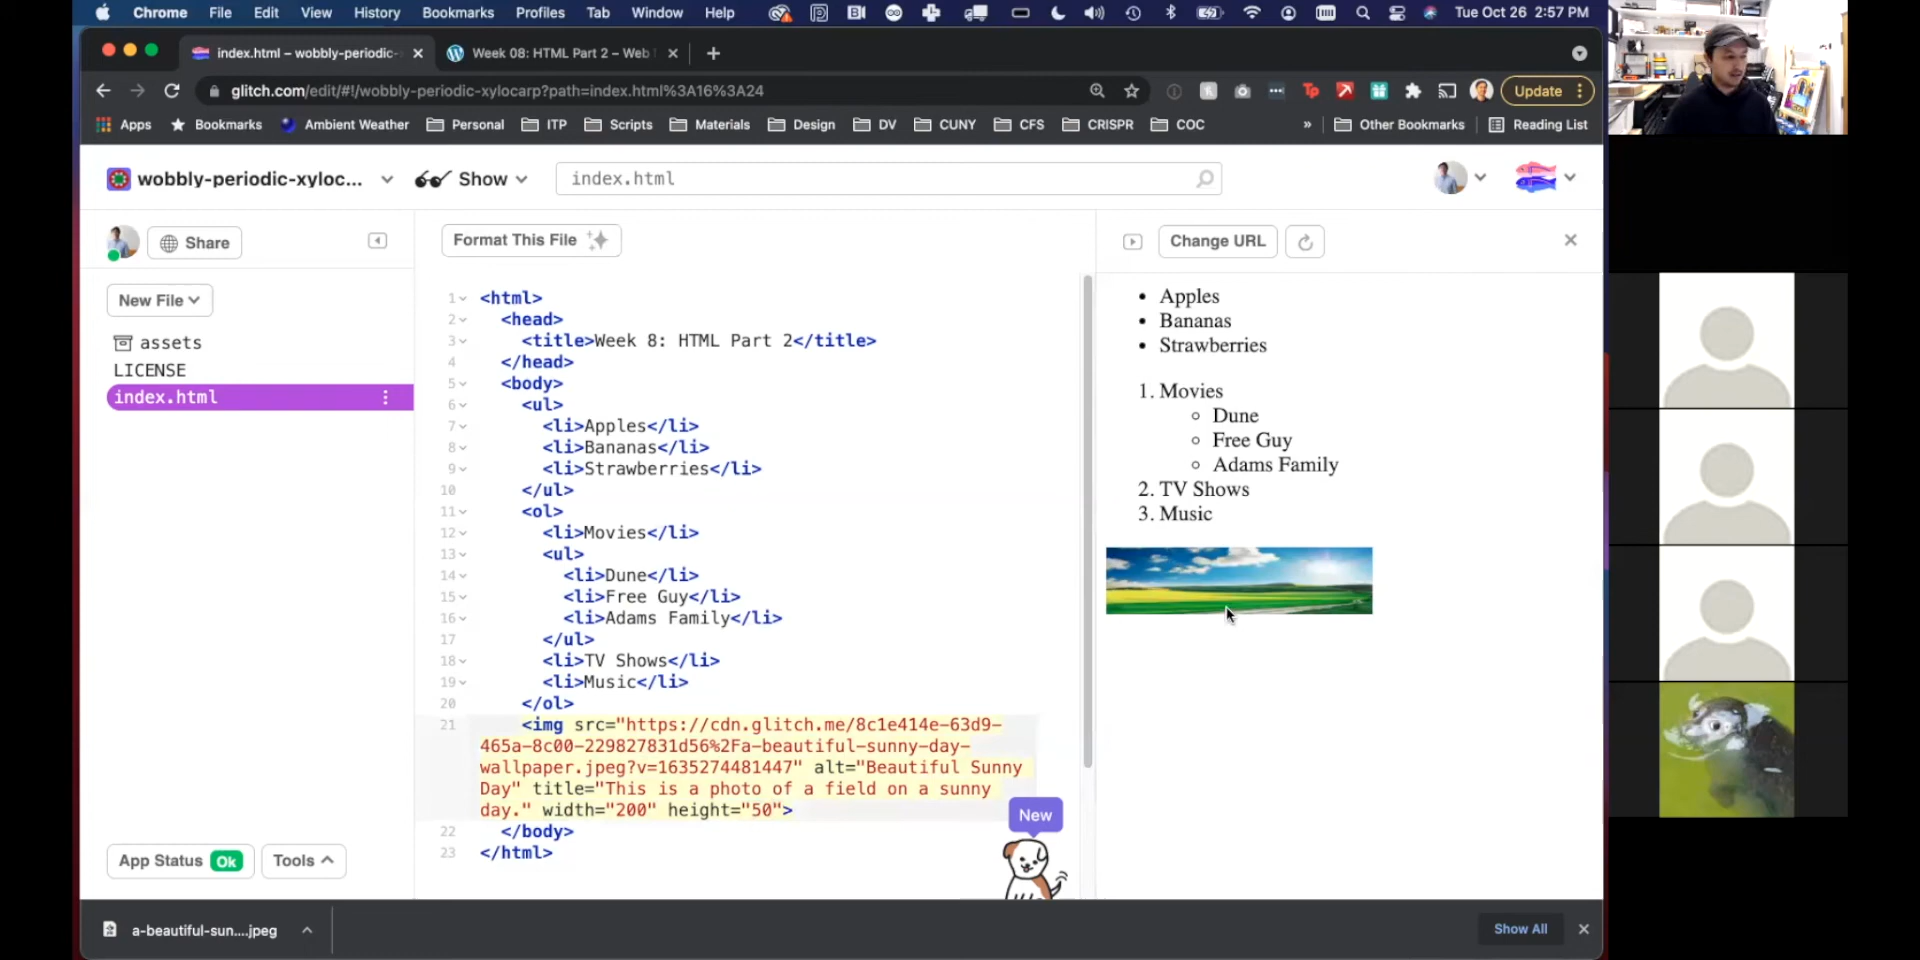 Chrome File Edit View History Bookmarks Profiles Tab Window Help Tue Oct 26 2:57 PM
index.html – wobbly-periodic- Week 08: HTML Part 2 – Web
glitch.com/edit/#!/wobbly-periodic-xylocarp?path=index.html%3A16%3A24 Update
Apps Bookmarks Ambient Weather Personal ITP Scripts Materials Design DV CUNY CFS CRISPR COC » Other Bookmarks Reading List
wobbly-periodic-xyloc... Show index.html
Share
Format This File
Change URL
New File
assets
LICENSE
index.html
1 <html>
2 <head>
3 <title>Week 8: HTML Part 2</title>
4 </head>
5 <body>
6 <ul>
7 <li>Apples</li>
8 <li>Bananas</li>
9 <li>Strawberries</li>
10 </ul>
11 <ol>
12 <li>Movies</li>
13 <ul>
14 <li>Dune</li>
15 <li>Free Guy</li>
16 <li>Adams Family</li>
17 </ul>
18 <li>TV Shows</li>
19 <li>Music</li>
20 </ol>
21 <img src="https://cdn.glitch.me/8c1e414e-63d9-
465a-8c00-229827831d56%2Fa-beautiful-sunny-day-
wallpaper.jpeg?v=1635274481447" alt="Beautiful Sunny
Day" title="This is a photo of a field on a sunny
day." width="200" height="50">
22 </body>
23 </html>
New
• Apples
• Bananas
• Strawberries
1. Movies
◦ Dune
◦ Free Guy
◦ Adams Family
2. TV Shows
3. Music
App Status Ok Tools
a-beautiful-sun....jpeg Show All